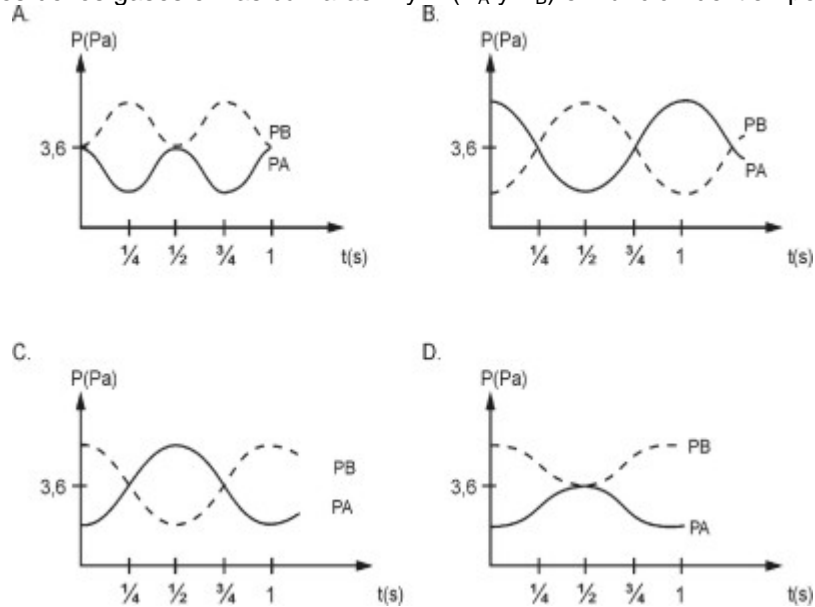 A.
P(Pa)
3,6
PB
PA
¼ ½ ¾ 1 t(s)
B.
P(Pa)
3,6
PB
PA
¼ ½ ¾ 1 t(s)
C.
P(Pa)
3,6
PB
PA
¼ ½ ¾ 1 t(s)
D.
P(Pa)
3,6
PB
PA
¼ ½ ¾ 1 t(s)